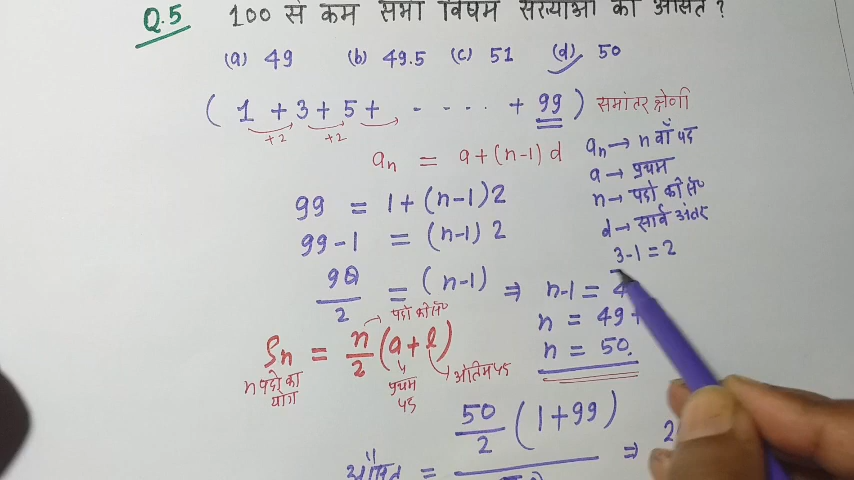 Q.5 100 से कम सभी विषम संख्याओं का औसत ?
(a) 49 (b) 49.5 (c) 51 (d) 50
( 1 + 3 + 5 + - - - - - + 99 ) समांतर श्रेणी
+2 +2
an = a + (n-1) d
an → n वाँ पद
a → प्रथम
n → पदों की सं०
d → सार्व अंतर
3-1 = 2
99 = 1 + (n-1) 2
99-1 = (n-1) 2
98/2 = (n-1) ⇒ n-1 = 4
n = 49 +
n = 50.
Sn = n/2 (a + l)
पदों की सं०
n पदों का योग
प्रथम पद
अंतिम पद
50/2 (1+99)
औसत = ⇒ 2